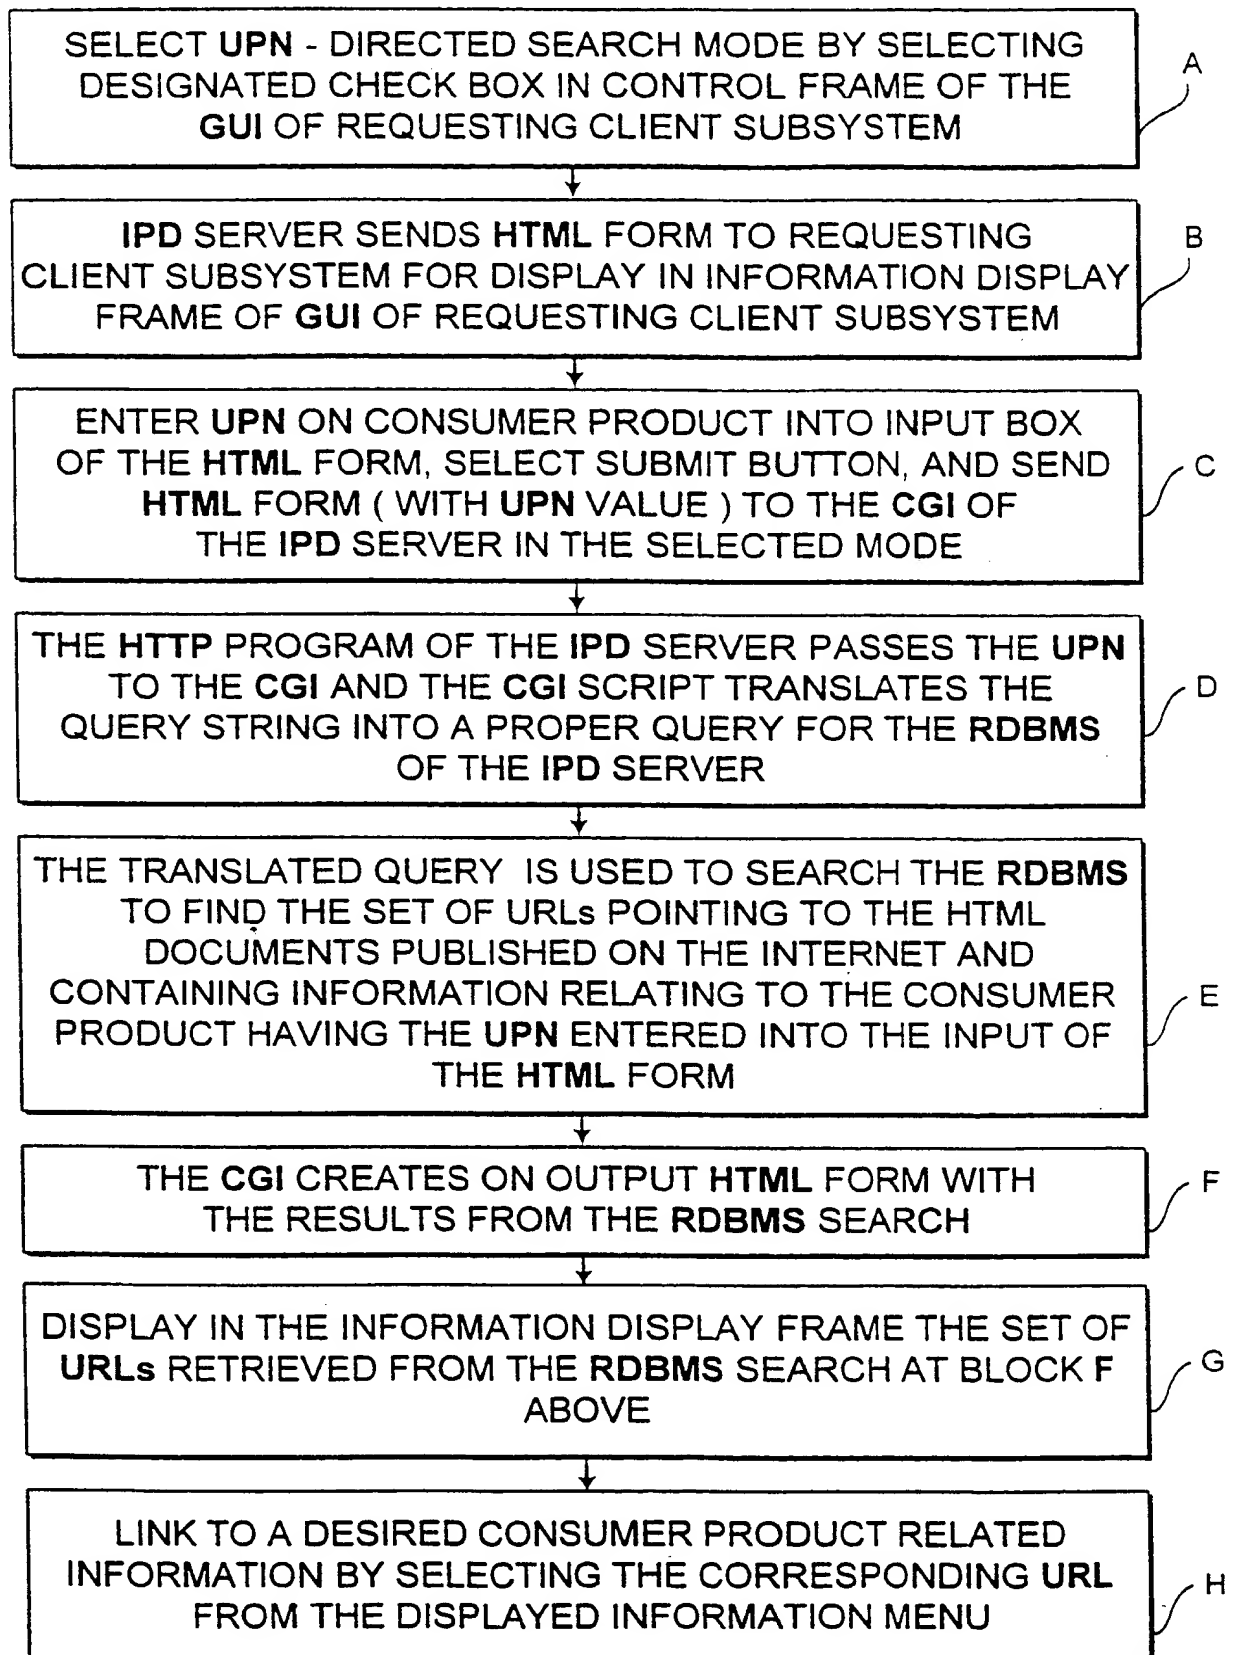 SELECT UPN - DIRECTED SEARCH MODE BY SELECTING
DESIGNATED CHECK BOX IN CONTROL FRAME OF THE
GUI OF REQUESTING CLIENT SUBSYSTEM
A
IPD SERVER SENDS HTML FORM TO REQUESTING
CLIENT SUBSYSTEM FOR DISPLAY IN INFORMATION DISPLAY
FRAME OF GUI OF REQUESTING CLIENT SUBSYSTEM
B
ENTER UPN ON CONSUMER PRODUCT INTO INPUT BOX
OF THE HTML FORM, SELECT SUBMIT BUTTON, AND SEND
HTML FORM ( WITH UPN VALUE ) TO THE CGI OF
THE IPD SERVER IN THE SELECTED MODE
C
THE HTTP PROGRAM OF THE IPD SERVER PASSES THE UPN
TO THE CGI AND THE CGI SCRIPT TRANSLATES THE
QUERY STRING INTO A PROPER QUERY FOR THE RDBMS
OF THE IPD SERVER
D
THE TRANSLATED QUERY IS USED TO SEARCH THE RDBMS
TO FIND THE SET OF URLs POINTING TO THE HTML
DOCUMENTS PUBLISHED ON THE INTERNET AND
CONTAINING INFORMATION RELATING TO THE CONSUMER
PRODUCT HAVING THE UPN ENTERED INTO THE INPUT OF
THE HTML FORM
E
THE CGI CREATES ON OUTPUT HTML FORM WITH
THE RESULTS FROM THE RDBMS SEARCH
F
DISPLAY IN THE INFORMATION DISPLAY FRAME THE SET OF
URLs RETRIEVED FROM THE RDBMS SEARCH AT BLOCK F
ABOVE
G
LINK TO A DESIRED CONSUMER PRODUCT RELATED
INFORMATION BY SELECTING THE CORRESPONDING URL
FROM THE DISPLAYED INFORMATION MENU
H